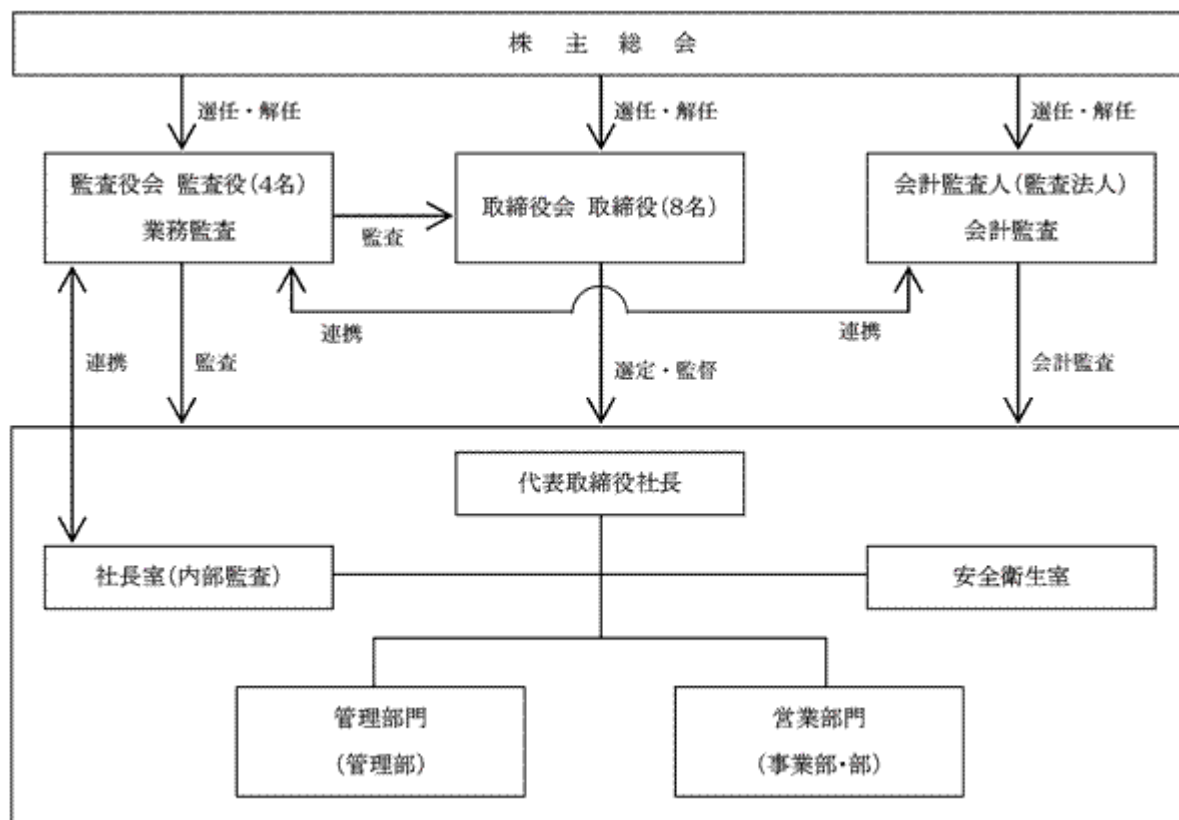 株 主 総 会
選任・解任
選任・解任
選任・解任
監査役会 監査役(4名)
業務監査
監査
取締役会 取締役(8名)
会計監査人(監査法人)
会計監査
連携
連携
連携
監査
選定・監督
会計監査
代表取締役社長
社長室(内部監査)
安全衛生室
管理部門
(管理部)
営業部門
(事業部・部)